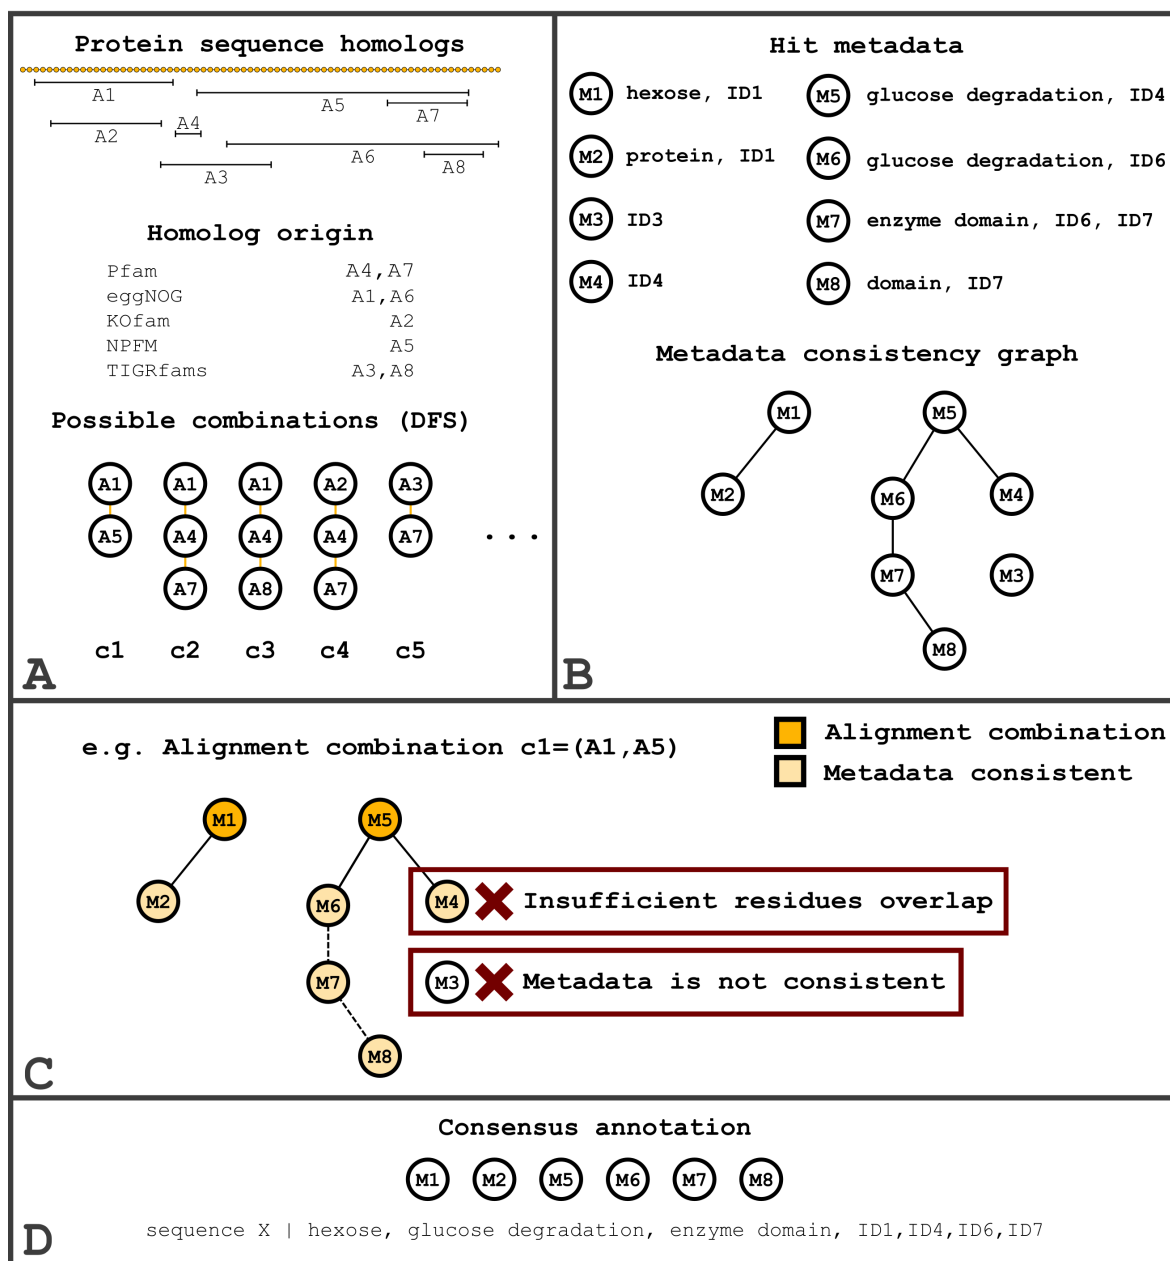 Protein sequence homologs
A1
A5
A7
A2
A4
A6
A8
A3
Homolog origin
Pfam A4,A7
eggNOG A1,A6
KOfam A2
NPFM A5
TIGRfams A3,A8
Possible combinations (DFS)
A1 A1 A1 A2 A3
A5 A4 A4 A4 A7 ...
A7 A8 A7
c1 c2 c3 c4 c5
A
Hit metadata
M1 hexose, ID1
M2 protein, ID1
M3 ID3
M4 ID4
M5 glucose degradation, ID4
M6 glucose degradation, ID6
M7 enzyme domain, ID6, ID7
M8 domain, ID7
Metadata consistency graph
M1 M5
M2 M6 M4
M7 M3
M8
B
e.g. Alignment combination c1=(A1,A5)
Alignment combination
Metadata consistent
M1 M5
M2 M6 M4 Insufficient residues overlap
M7 M3 Metadata is not consistent
M8
C
Consensus annotation
M1 M2 M5 M6 M7 M8
sequence X | hexose, glucose degradation, enzyme domain, ID1,ID4,ID6,ID7
D